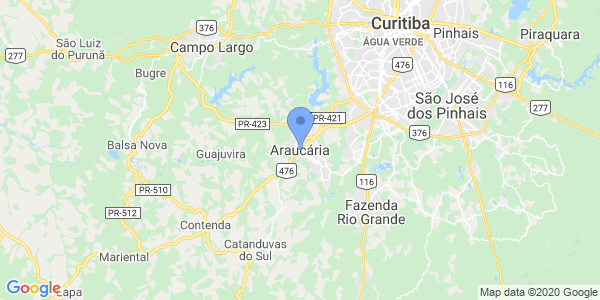 Curitiba
ÁGUA VERDE
Pinhais
Piraquara
376
São Luiz
do Purunã
277
Campo Largo
Bugre
476
116
277
São José
dos Pinhais
376
PR-423
PR-421
Balsa Nova
Guajuvira
Araucária
476
116
PR-510
PR-512
Fazenda
Rio Grande
Contenda
Catanduvas
do Sul
Mariental
Lapa
Google
Map data ©2020 Google